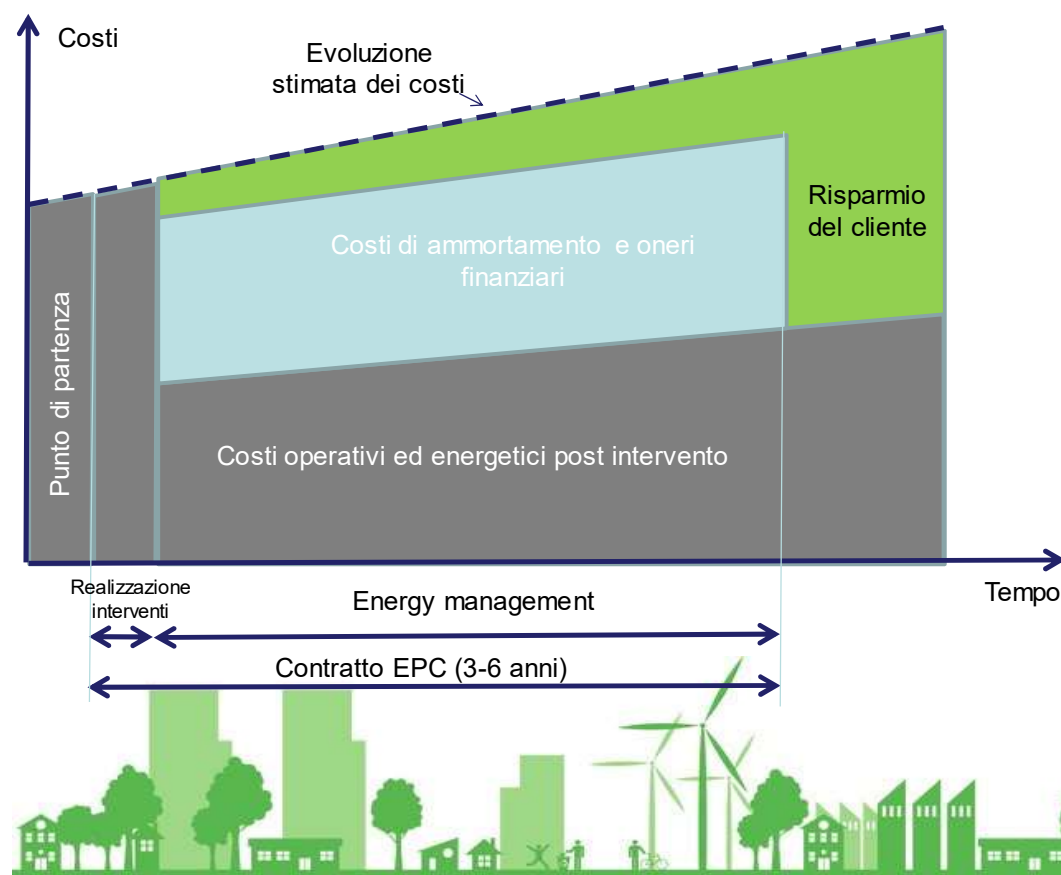 Costi
Evoluzione
stimata dei costi
Risparmio
del cliente
Costi di ammortamento e oneri
finanziari
Punto di partenza
Costi operativi ed energetici post intervento
Realizzazione
interventi
Energy management
Tempo
Contratto EPC (3-6 anni)